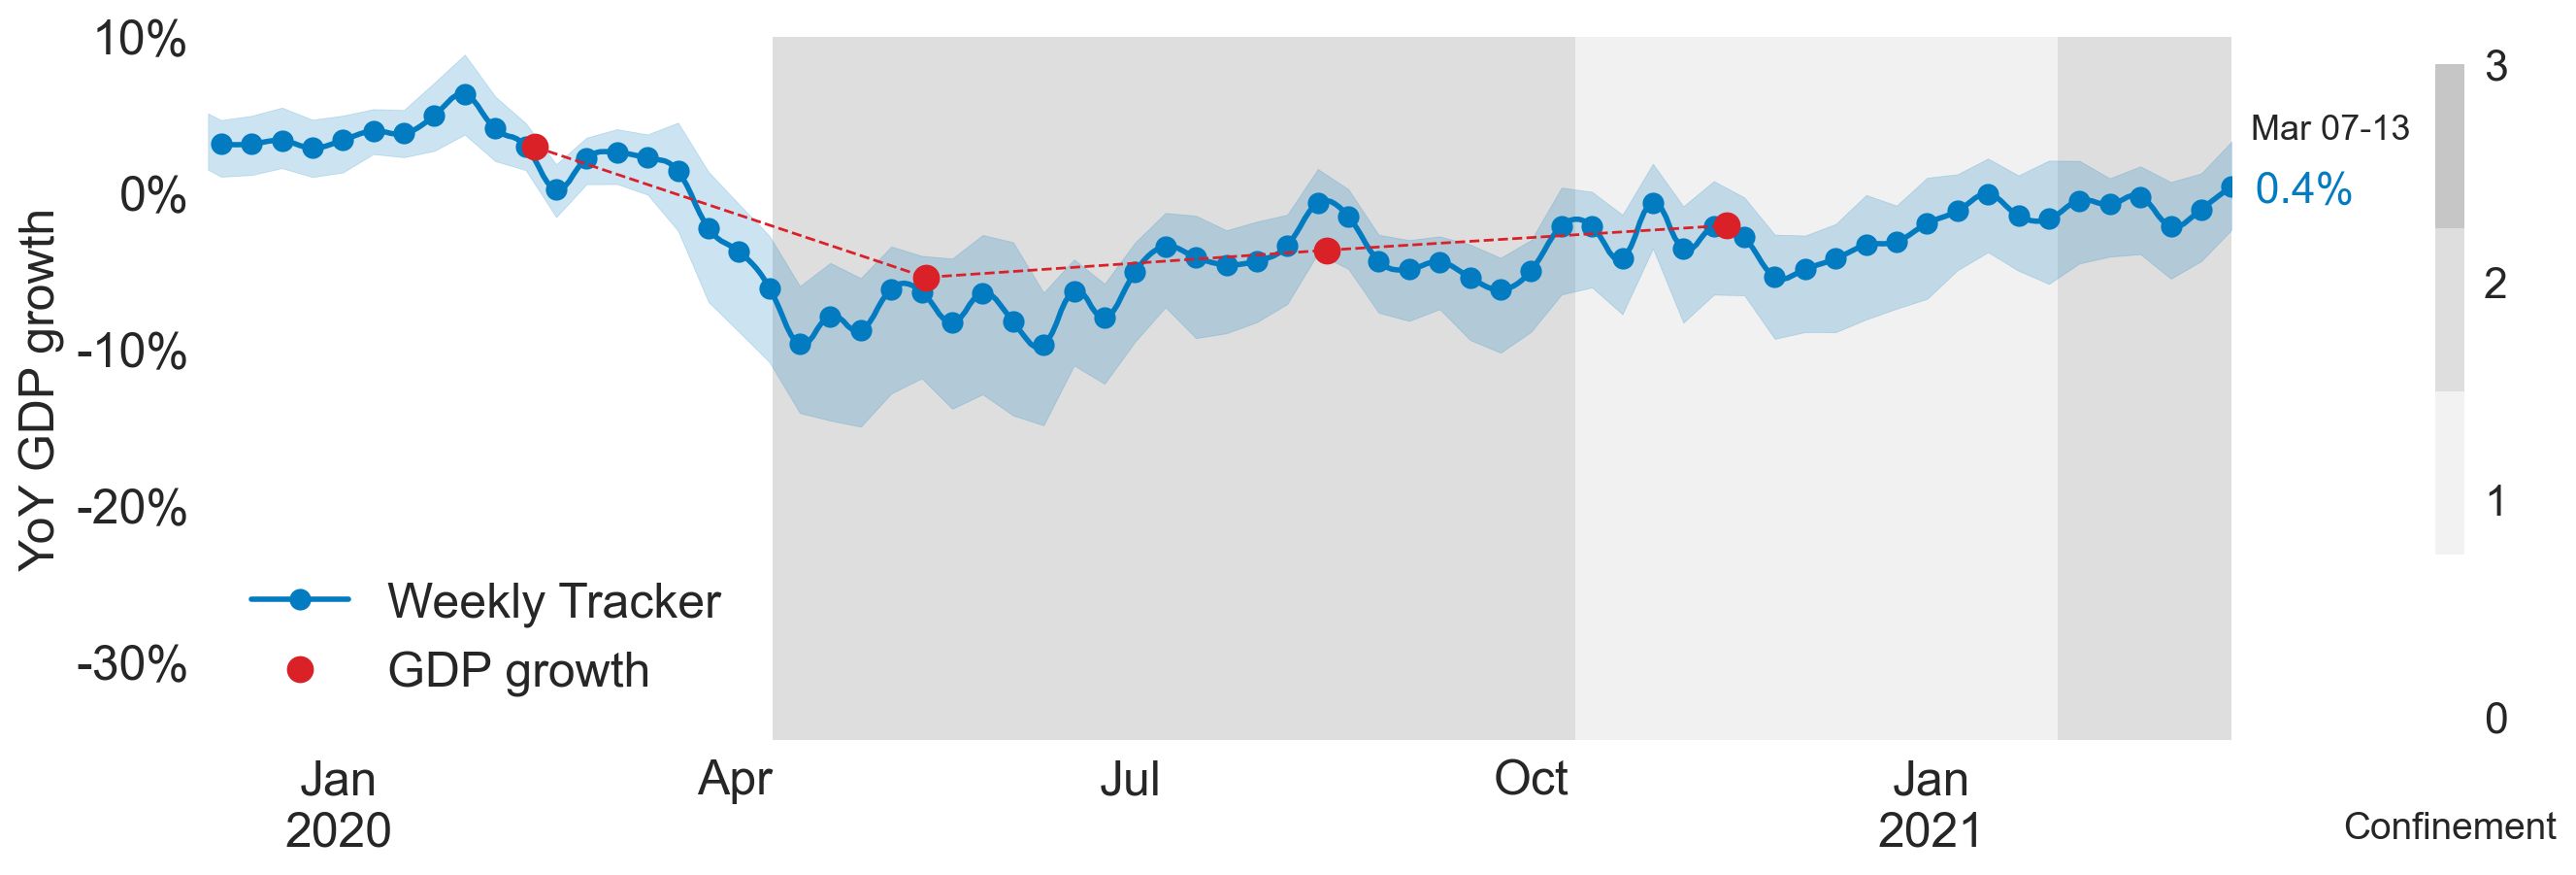 YoY GDP growth
10%
0%
-10%
-20%
-30%
Weekly Tracker
GDP growth
Jan
2020
Apr
Jul
Oct
Jan
2021
Mar 07-13
0.4%
3
2
1
0
Confinement